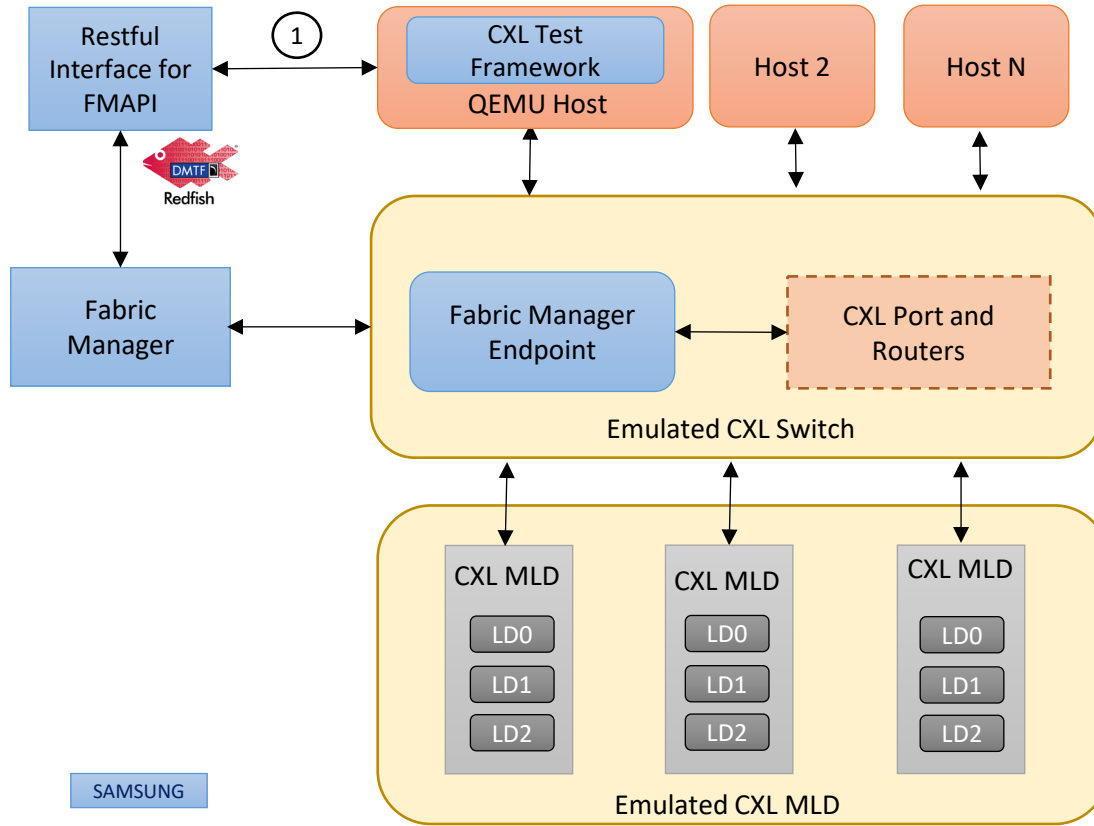 Restful
Interface for
FMAPI
1
CXL Test
Framework
QEMU Host
Host 2
Host N
DMTF
Redfish
Fabric
Manager
Fabric Manager
Endpoint
CXL Port and
Routers
Emulated CXL Switch
CXL MLD
LD0
LD1
LD2
CXL MLD
LD0
LD1
LD2
CXL MLD
LD0
LD1
LD2
Emulated CXL MLD
SAMSUNG